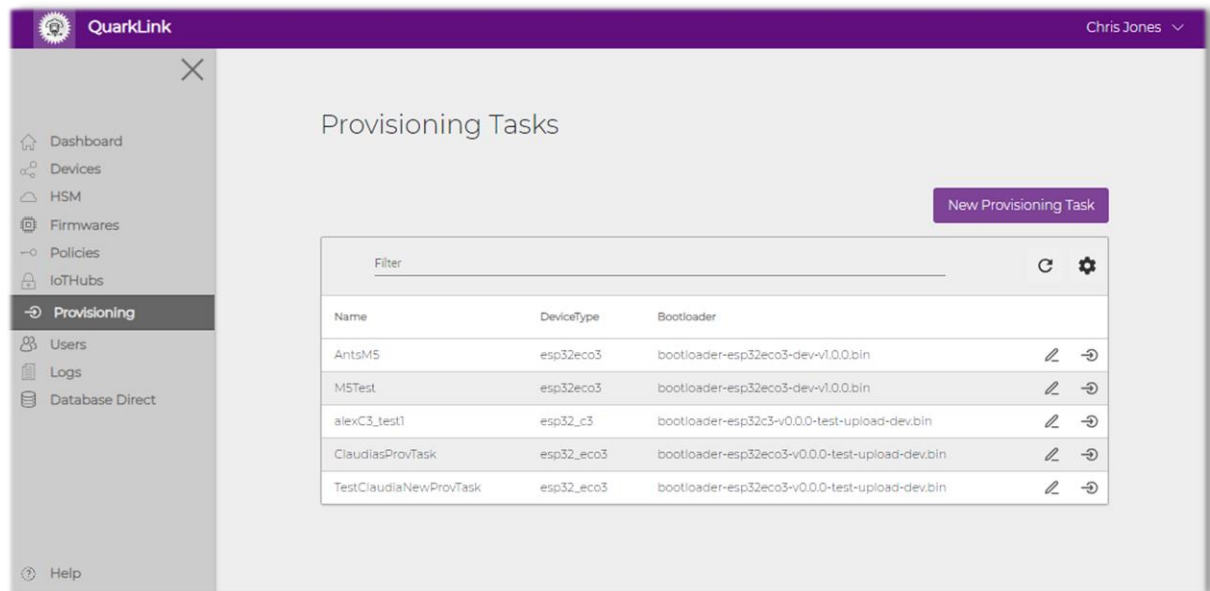 QuarkLink
Chris Jones
Dashboard
Devices
HSM
Firmwares
Policies
IoTHubs
Provisioning
Users
Logs
Database Direct
Help
Provisioning Tasks
New Provisioning Task
Filter
Name DeviceType Bootloader
AntsM5 esp32eco3 bootloader-esp32eco3-dev-v1.0.0.bin
M5Test esp32eco3 bootloader-esp32eco3-dev-v1.0.0.bin
alexC3_test1 esp32_c3 bootloader-esp32c3-v0.0.0-test-upload-dev.bin
ClaudiasProvTask esp32_eco3 bootloader-esp32eco3-v0.0.0-test-upload-dev.bin
TestClaudiaNewProvTask esp32_eco3 bootloader-esp32eco3-v0.0.0-test-upload-dev.bin